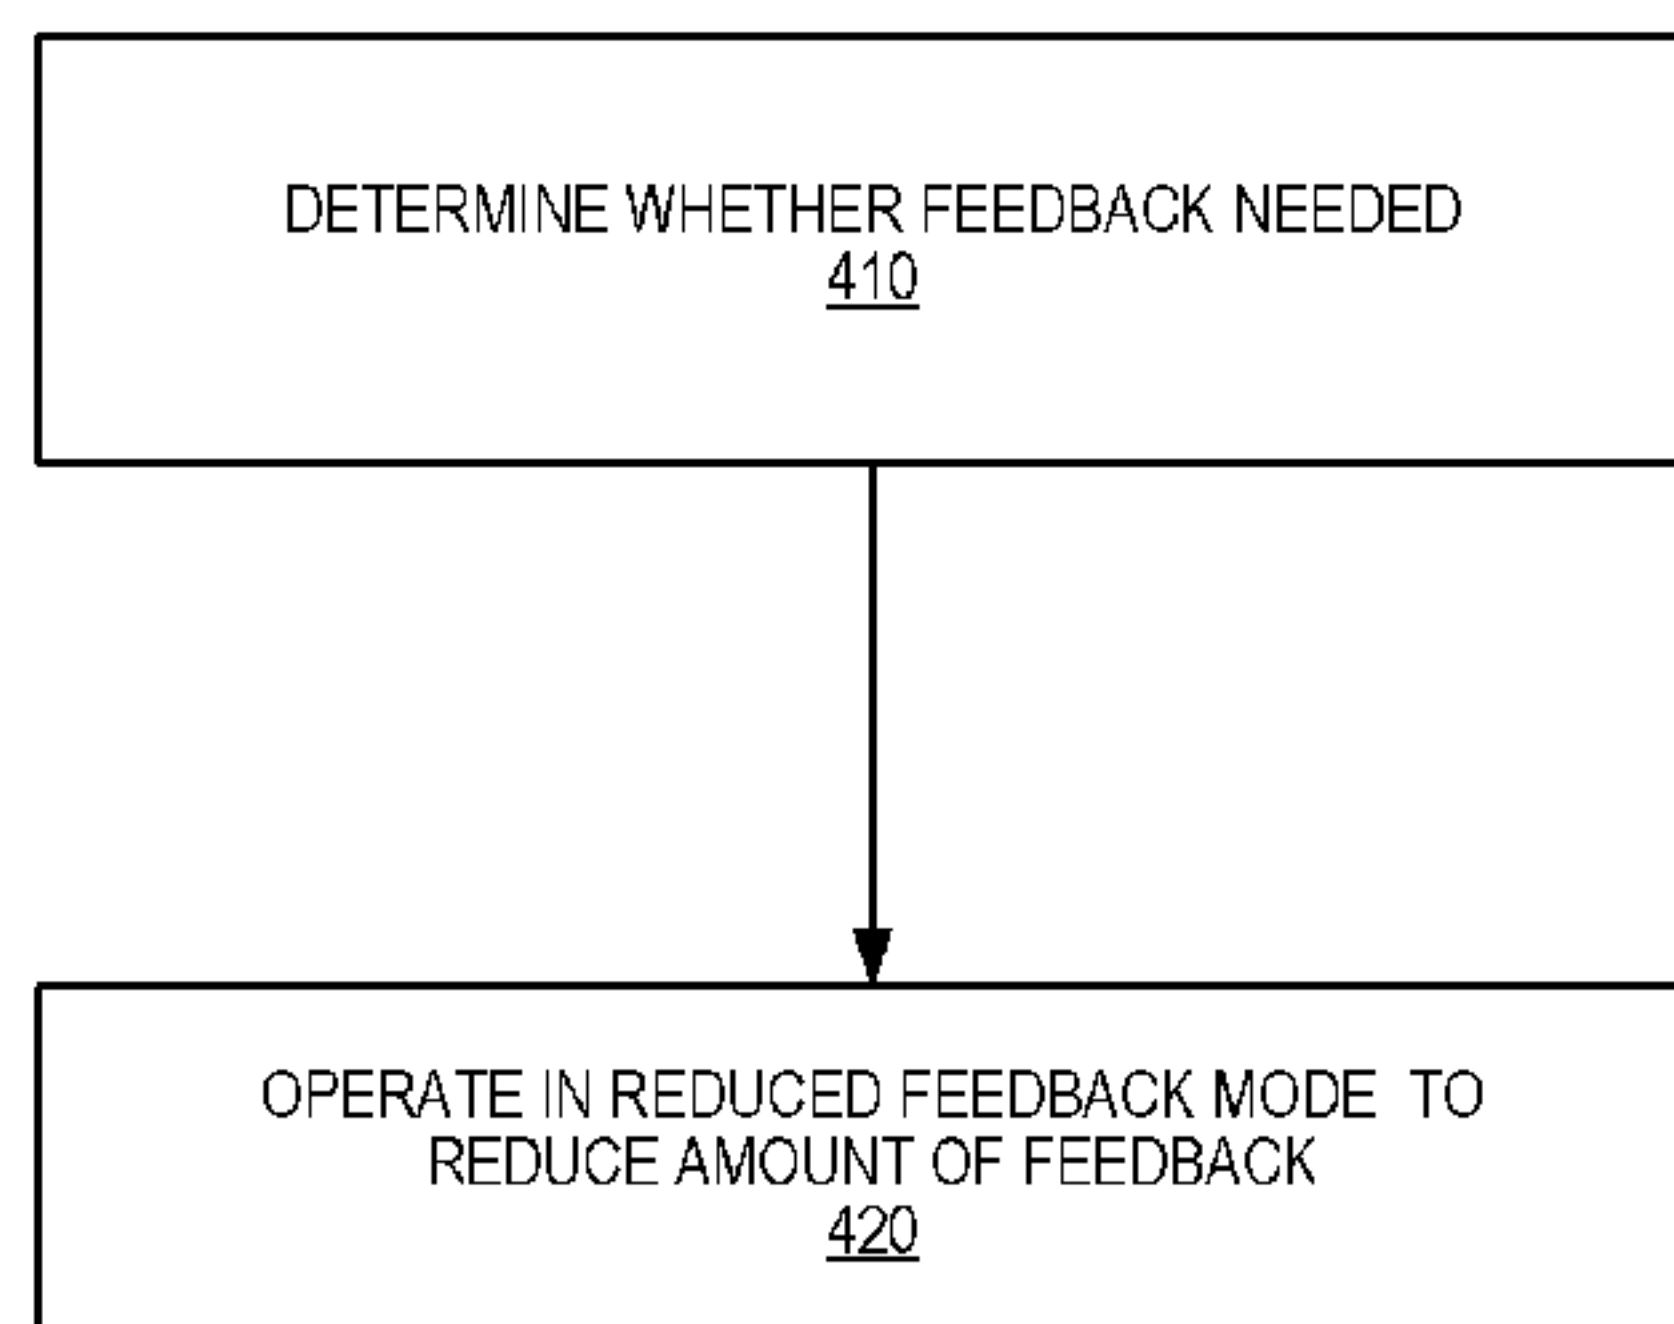 DETERMINE WHETHER FEEDBACK NEEDED
410
OPERATE IN REDUCED FEEDBACK MODE TO
REDUCE AMOUNT OF FEEDBACK
420